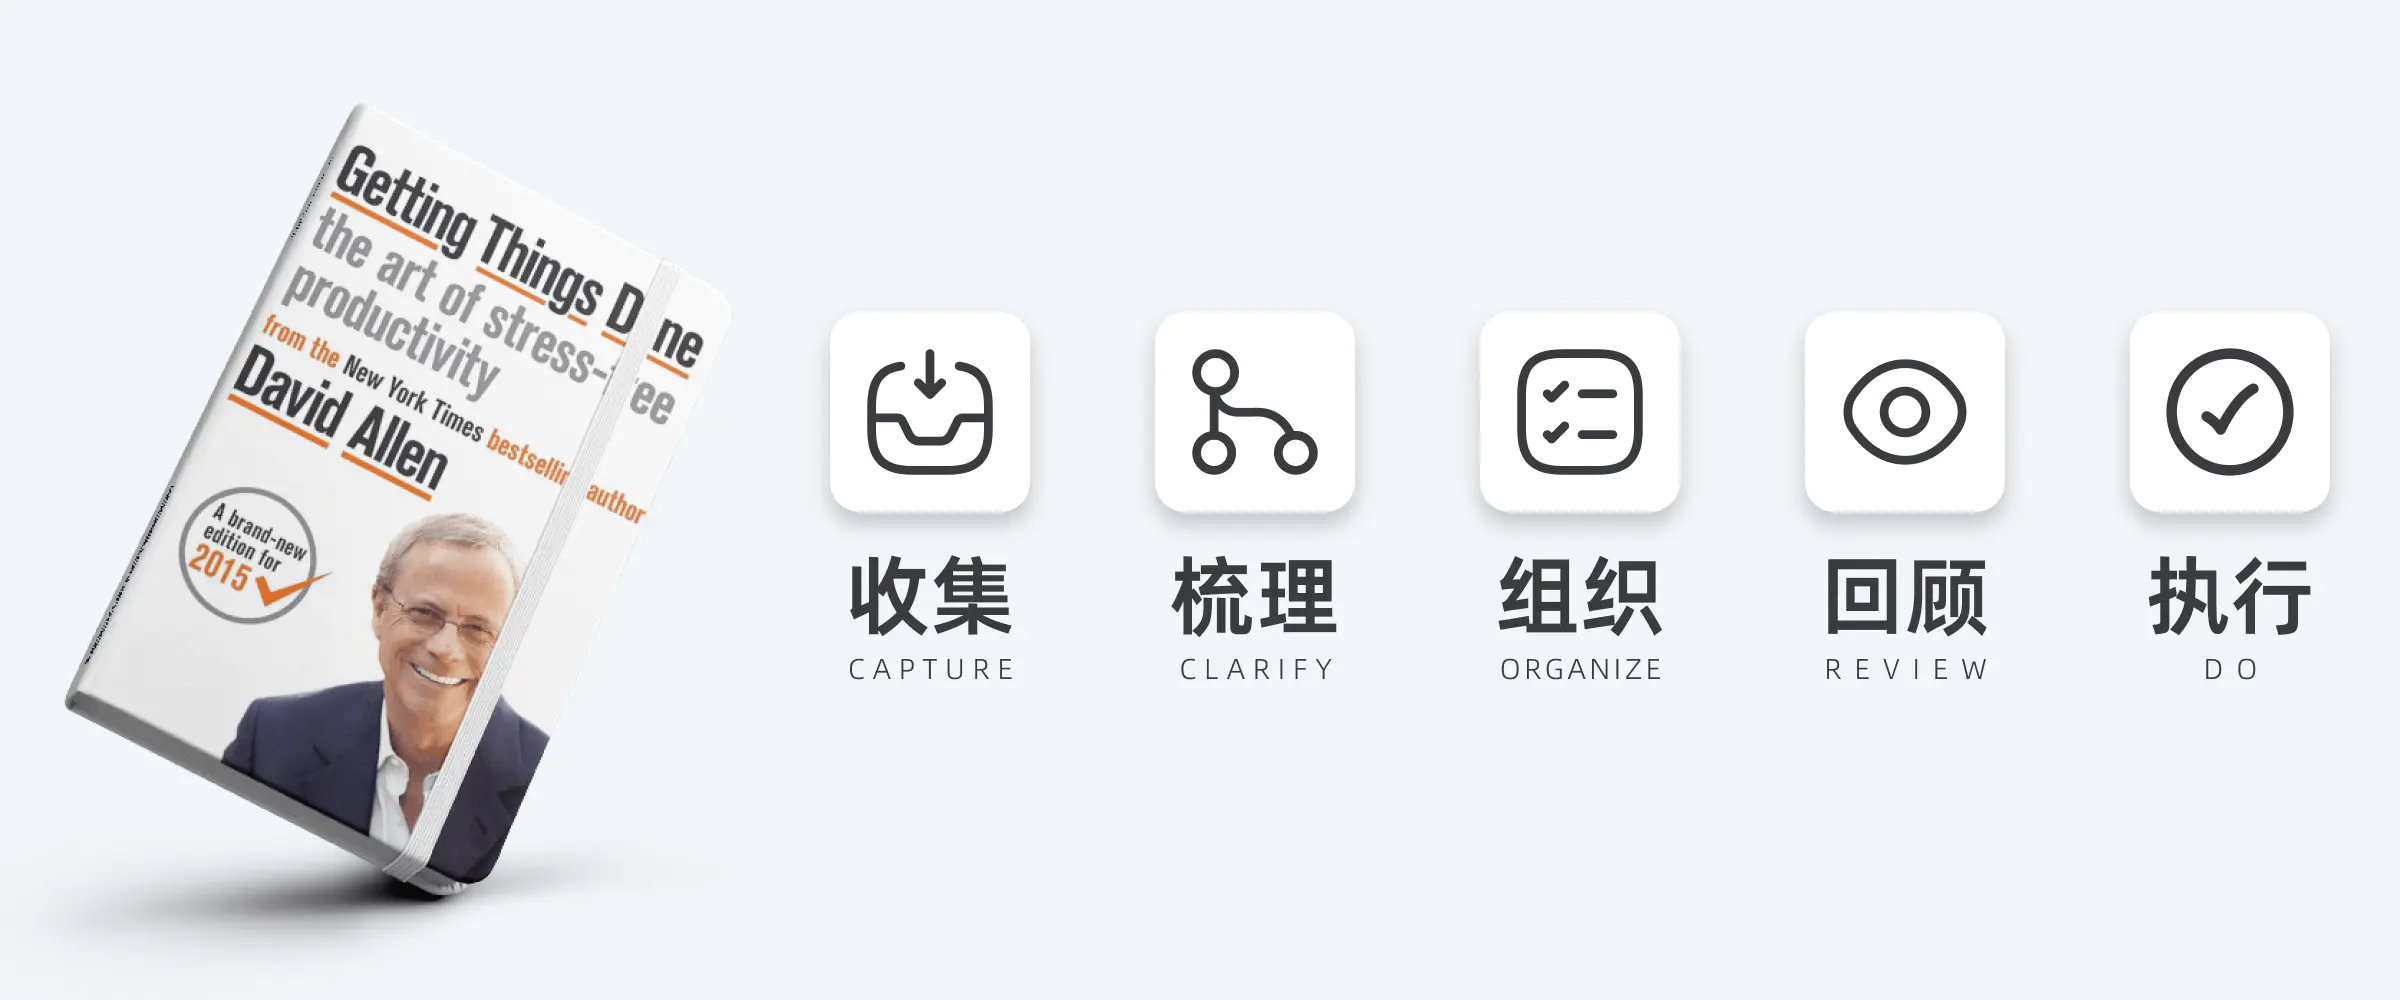 Getting Things Done
the art of stress-free
productivity
from the New York Times bestselling author
David Allen
A brand-new
edition for
2015
收集
CAPTURE
梳理
CLARIFY
组织
ORGANIZE
回顾
REVIEW
执行
DO